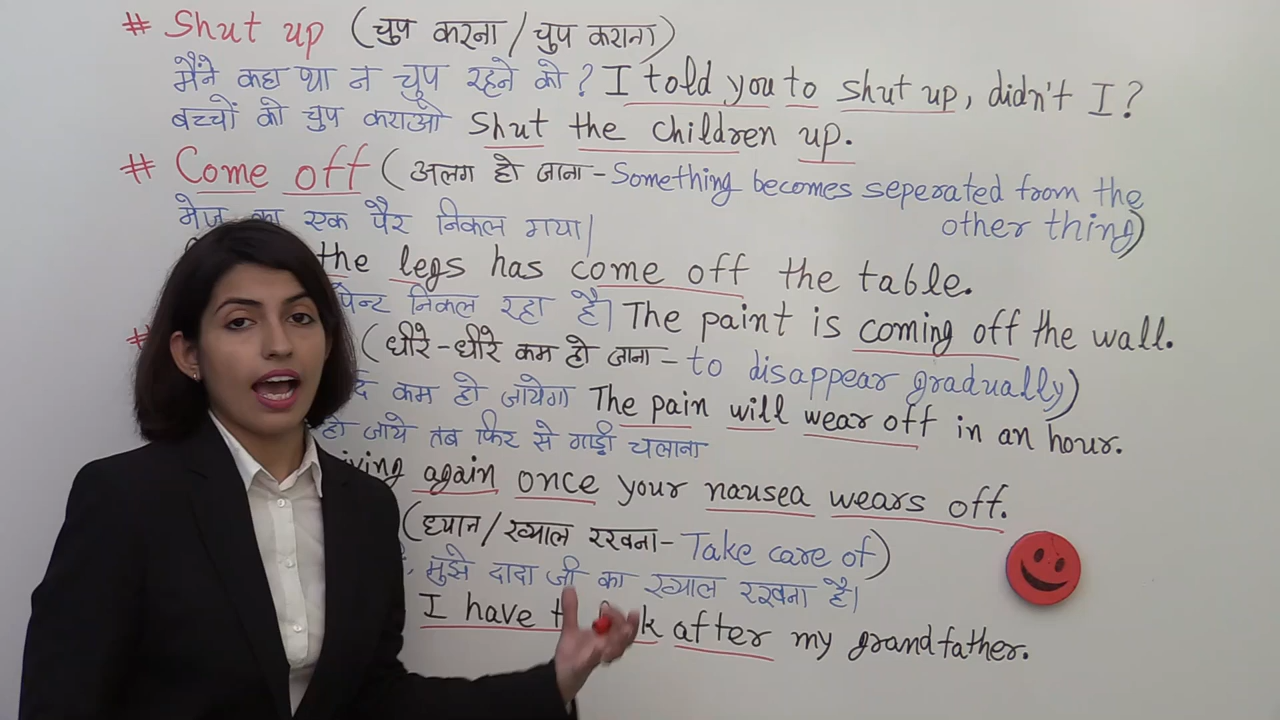 # Shut up (चुप करना / चुप कराना)
मैंने कहा था न चुप रहने को? I told you to shut up, didn't I?
बच्चों को चुप कराओ Shut the children up.
# Come off (अलग हो जाना - Something becomes seperated from the
other thing)
मेज का एक पैर निकल गया।
the legs has come off the table.
पेन्ट निकल रहा है। The paint is coming off the wall.
# (धीरे-धीरे कम हो जाना - to disappear gradually)
कम हो जायेगा The pain will wear off in an hour.
हो जाये तब फिर से गाड़ी चलाना
again once your nausea wears off.
(ध्यान/ख्याल रखना - Take care of)
मुझे दादा जी का ख्याल रखना है।
I have after my grandfather.